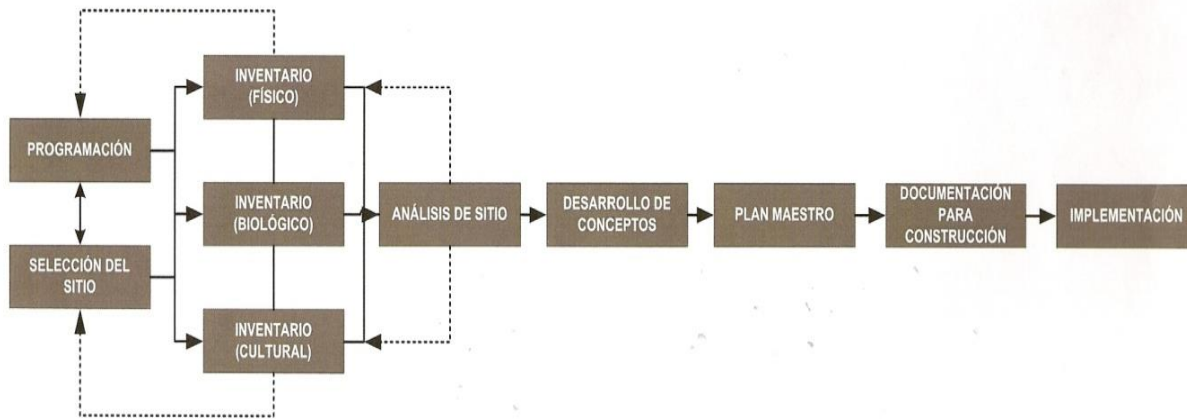 PROGRAMACIÓN
SELECCIÓN DEL
SITIO
INVENTARIO
(FÍSICO)
INVENTARIO
(BIOLÓGICO)
INVENTARIO
(CULTURAL)
ANÁLISIS DE SITIO
DESARROLLO DE
CONCEPTOS
PLAN MAESTRO
DOCUMENTACIÓN
PARA
CONSTRUCCIÓN
IMPLEMENTACIÓN